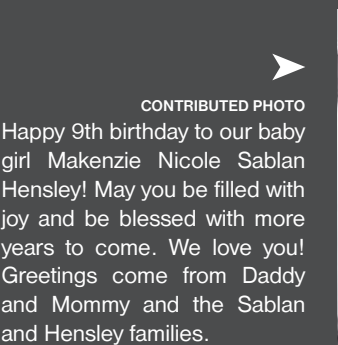 CONTRIBUTED PHOTO
Happy 9th birthday to our baby
girl Makenzie Nicole Sablan
Hensley! May you be filled with
joy and be blessed with more
years to come. We love you!
Greetings come from Daddy
and Mommy and the Sablan
and Hensley families.